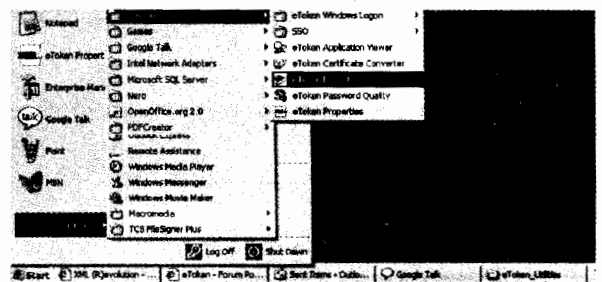 Notepad
eToken Propert
Enterprise Man
Google Talk
Paint
MSN
Games
Google Talk
Intel Network Adapters
Microsoft SQL Server
Nero
OpenOffice.org 2.0
PDFCreator
Outlook Express
Remote Assistance
Windows Media Player
Windows Messenger
Windows Movie Maker
Macromedia
TCS FileSigner Plus
eToken Windows Logon
SSO
eToken Application Viewer
eToken Certificate Converter
eToken Password Quality
eToken Properties
Log Off
Shut Down
Start
XML (R)evolution - ...
eToken - Forum Po...
Sent Items - Outlo...
Google Talk
eToken_Utilities